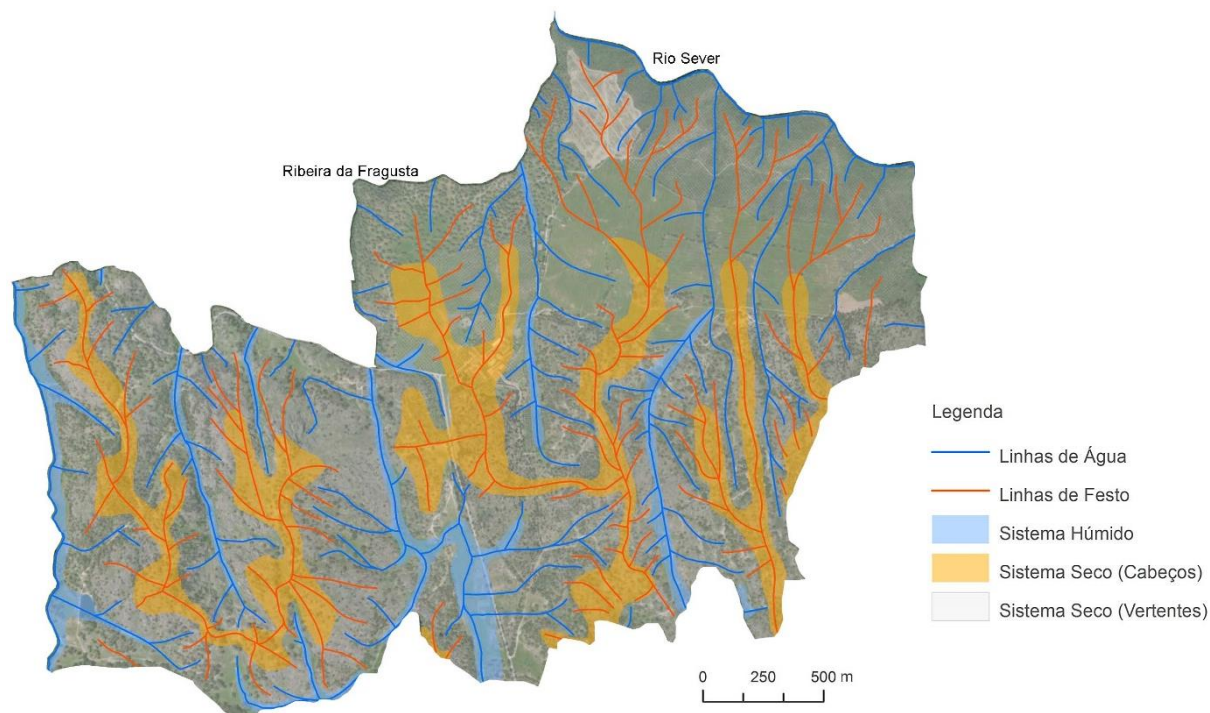 Rio Sever
Ribeira da Fragusta
Legenda
Linhas de Água
Linhas de Festo
Sistema Húmido
Sistema Seco (Cabeços)
Sistema Seco (Vertentes)
0 250 500 m